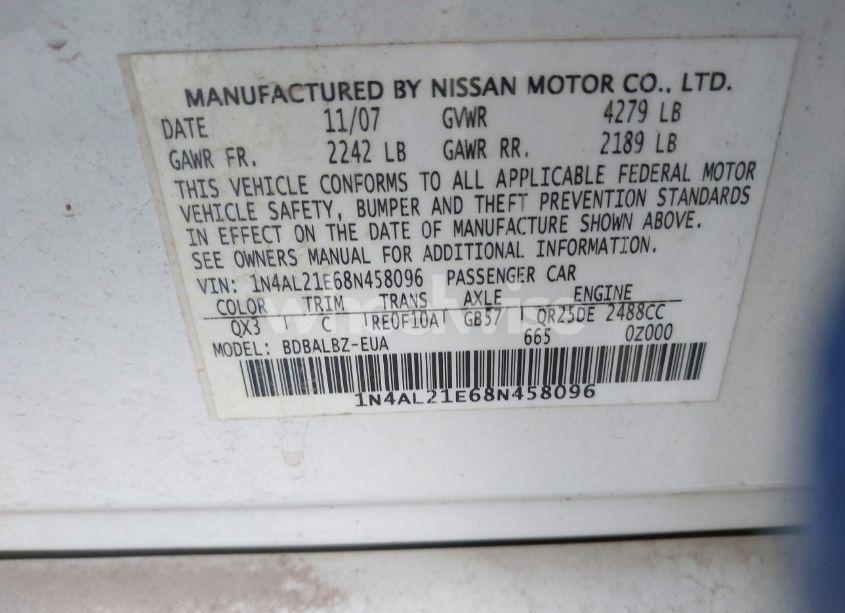 MANUFACTURED BY NISSAN MOTOR CO., LTD.
DATE 11/07 GVWR 4279 LB
GAWR FR. 2242 LB GAWR RR. 2189 LB
THIS VEHICLE CONFORMS TO ALL APPLICABLE FEDERAL MOTOR
VEHICLE SAFETY, BUMPER AND THEFT PREVENTION STANDARDS
IN EFFECT ON THE DATE OF MANUFACTURE SHOWN ABOVE.
SEE OWNERS MANUAL FOR ADDITIONAL INFORMATION.
VIN: 1N4AL21E68N458096 PASSENGER CAR
COLOR TRIM TRANS AXLE ENGINE
QX3 C RE0F10A GB57 QR25DE 2488CC
MODEL: BDBALBZ-EUA 665 0Z000
1N4AL21E68N458096